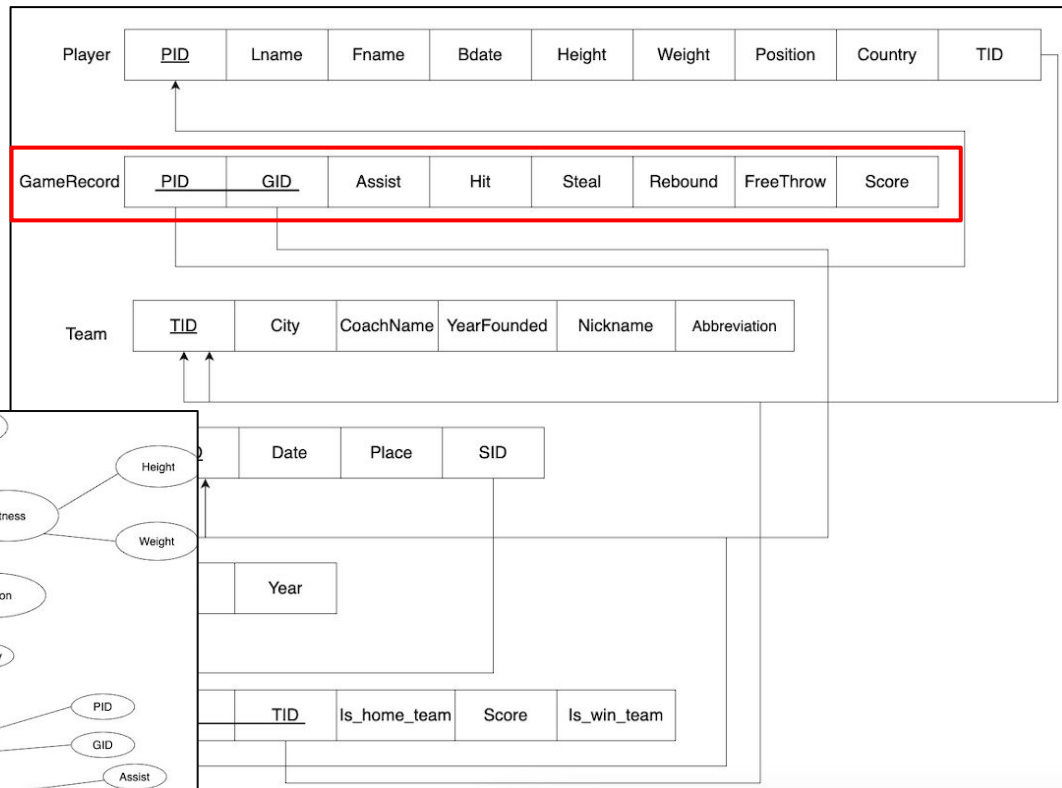 Player PID Lname Fname Bdate Height Weight Position Country TID
GameRecord PID GID Assist Hit Steal Rebound FreeThrow Score
Team TID City CoachName YearFounded Nickname Abbreviation
Date Place SID
Year
TID Is_home_team Score Is_win_team
Height
Weight
PID
GID
Assist